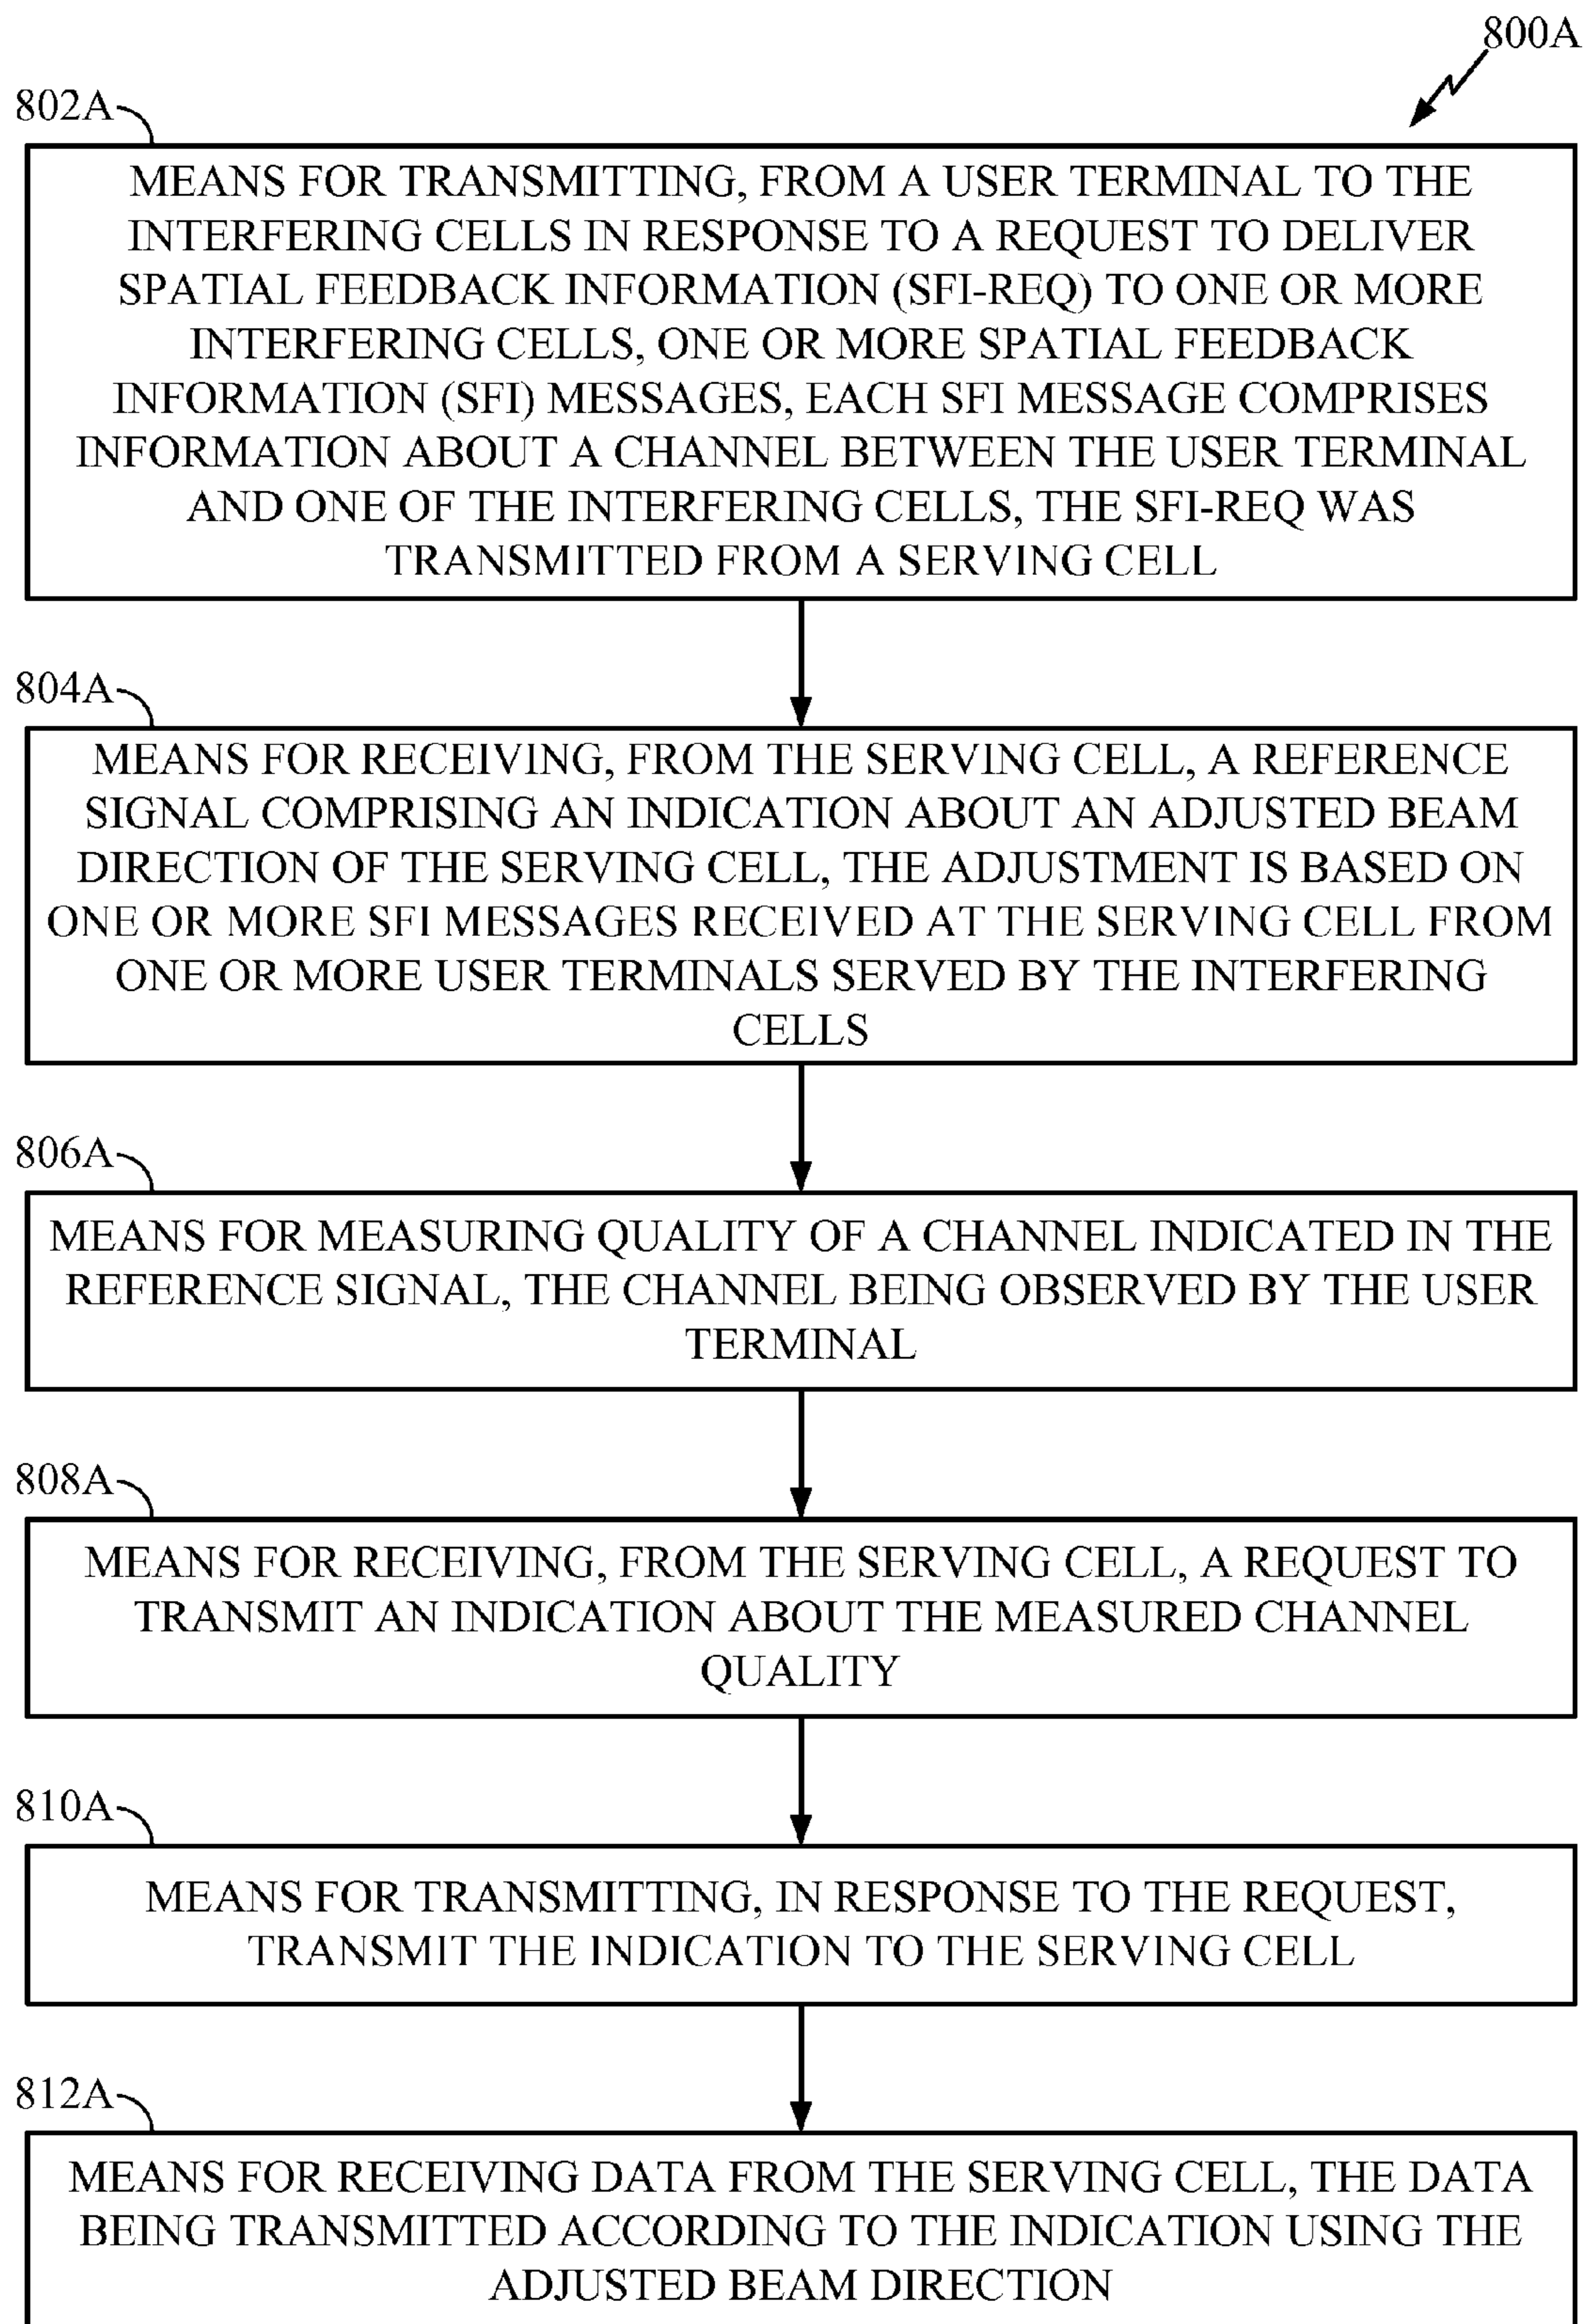 800A
802A
MEANS FOR TRANSMITTING, FROM A USER TERMINAL TO THE
INTERFERING CELLS IN RESPONSE TO A REQUEST TO DELIVER
SPATIAL FEEDBACK INFORMATION (SFI-REQ) TO ONE OR MORE
INTERFERING CELLS, ONE OR MORE SPATIAL FEEDBACK
INFORMATION (SFI) MESSAGES, EACH SFI MESSAGE COMPRISES
INFORMATION ABOUT A CHANNEL BETWEEN THE USER TERMINAL
AND ONE OF THE INTERFERING CELLS, THE SFI-REQ WAS
TRANSMITTED FROM A SERVING CELL
804A
MEANS FOR RECEIVING, FROM THE SERVING CELL, A REFERENCE
SIGNAL COMPRISING AN INDICATION ABOUT AN ADJUSTED BEAM
DIRECTION OF THE SERVING CELL, THE ADJUSTMENT IS BASED ON
ONE OR MORE SFI MESSAGES RECEIVED AT THE SERVING CELL FROM
ONE OR MORE USER TERMINALS SERVED BY THE INTERFERING
CELLS
806A
MEANS FOR MEASURING QUALITY OF A CHANNEL INDICATED IN THE
REFERENCE SIGNAL, THE CHANNEL BEING OBSERVED BY THE USER
TERMINAL
808A
MEANS FOR RECEIVING, FROM THE SERVING CELL, A REQUEST TO
TRANSMIT AN INDICATION ABOUT THE MEASURED CHANNEL
QUALITY
810A
MEANS FOR TRANSMITTING, IN RESPONSE TO THE REQUEST,
TRANSMIT THE INDICATION TO THE SERVING CELL
812A
MEANS FOR RECEIVING DATA FROM THE SERVING CELL, THE DATA
BEING TRANSMITTED ACCORDING TO THE INDICATION USING THE
ADJUSTED BEAM DIRECTION